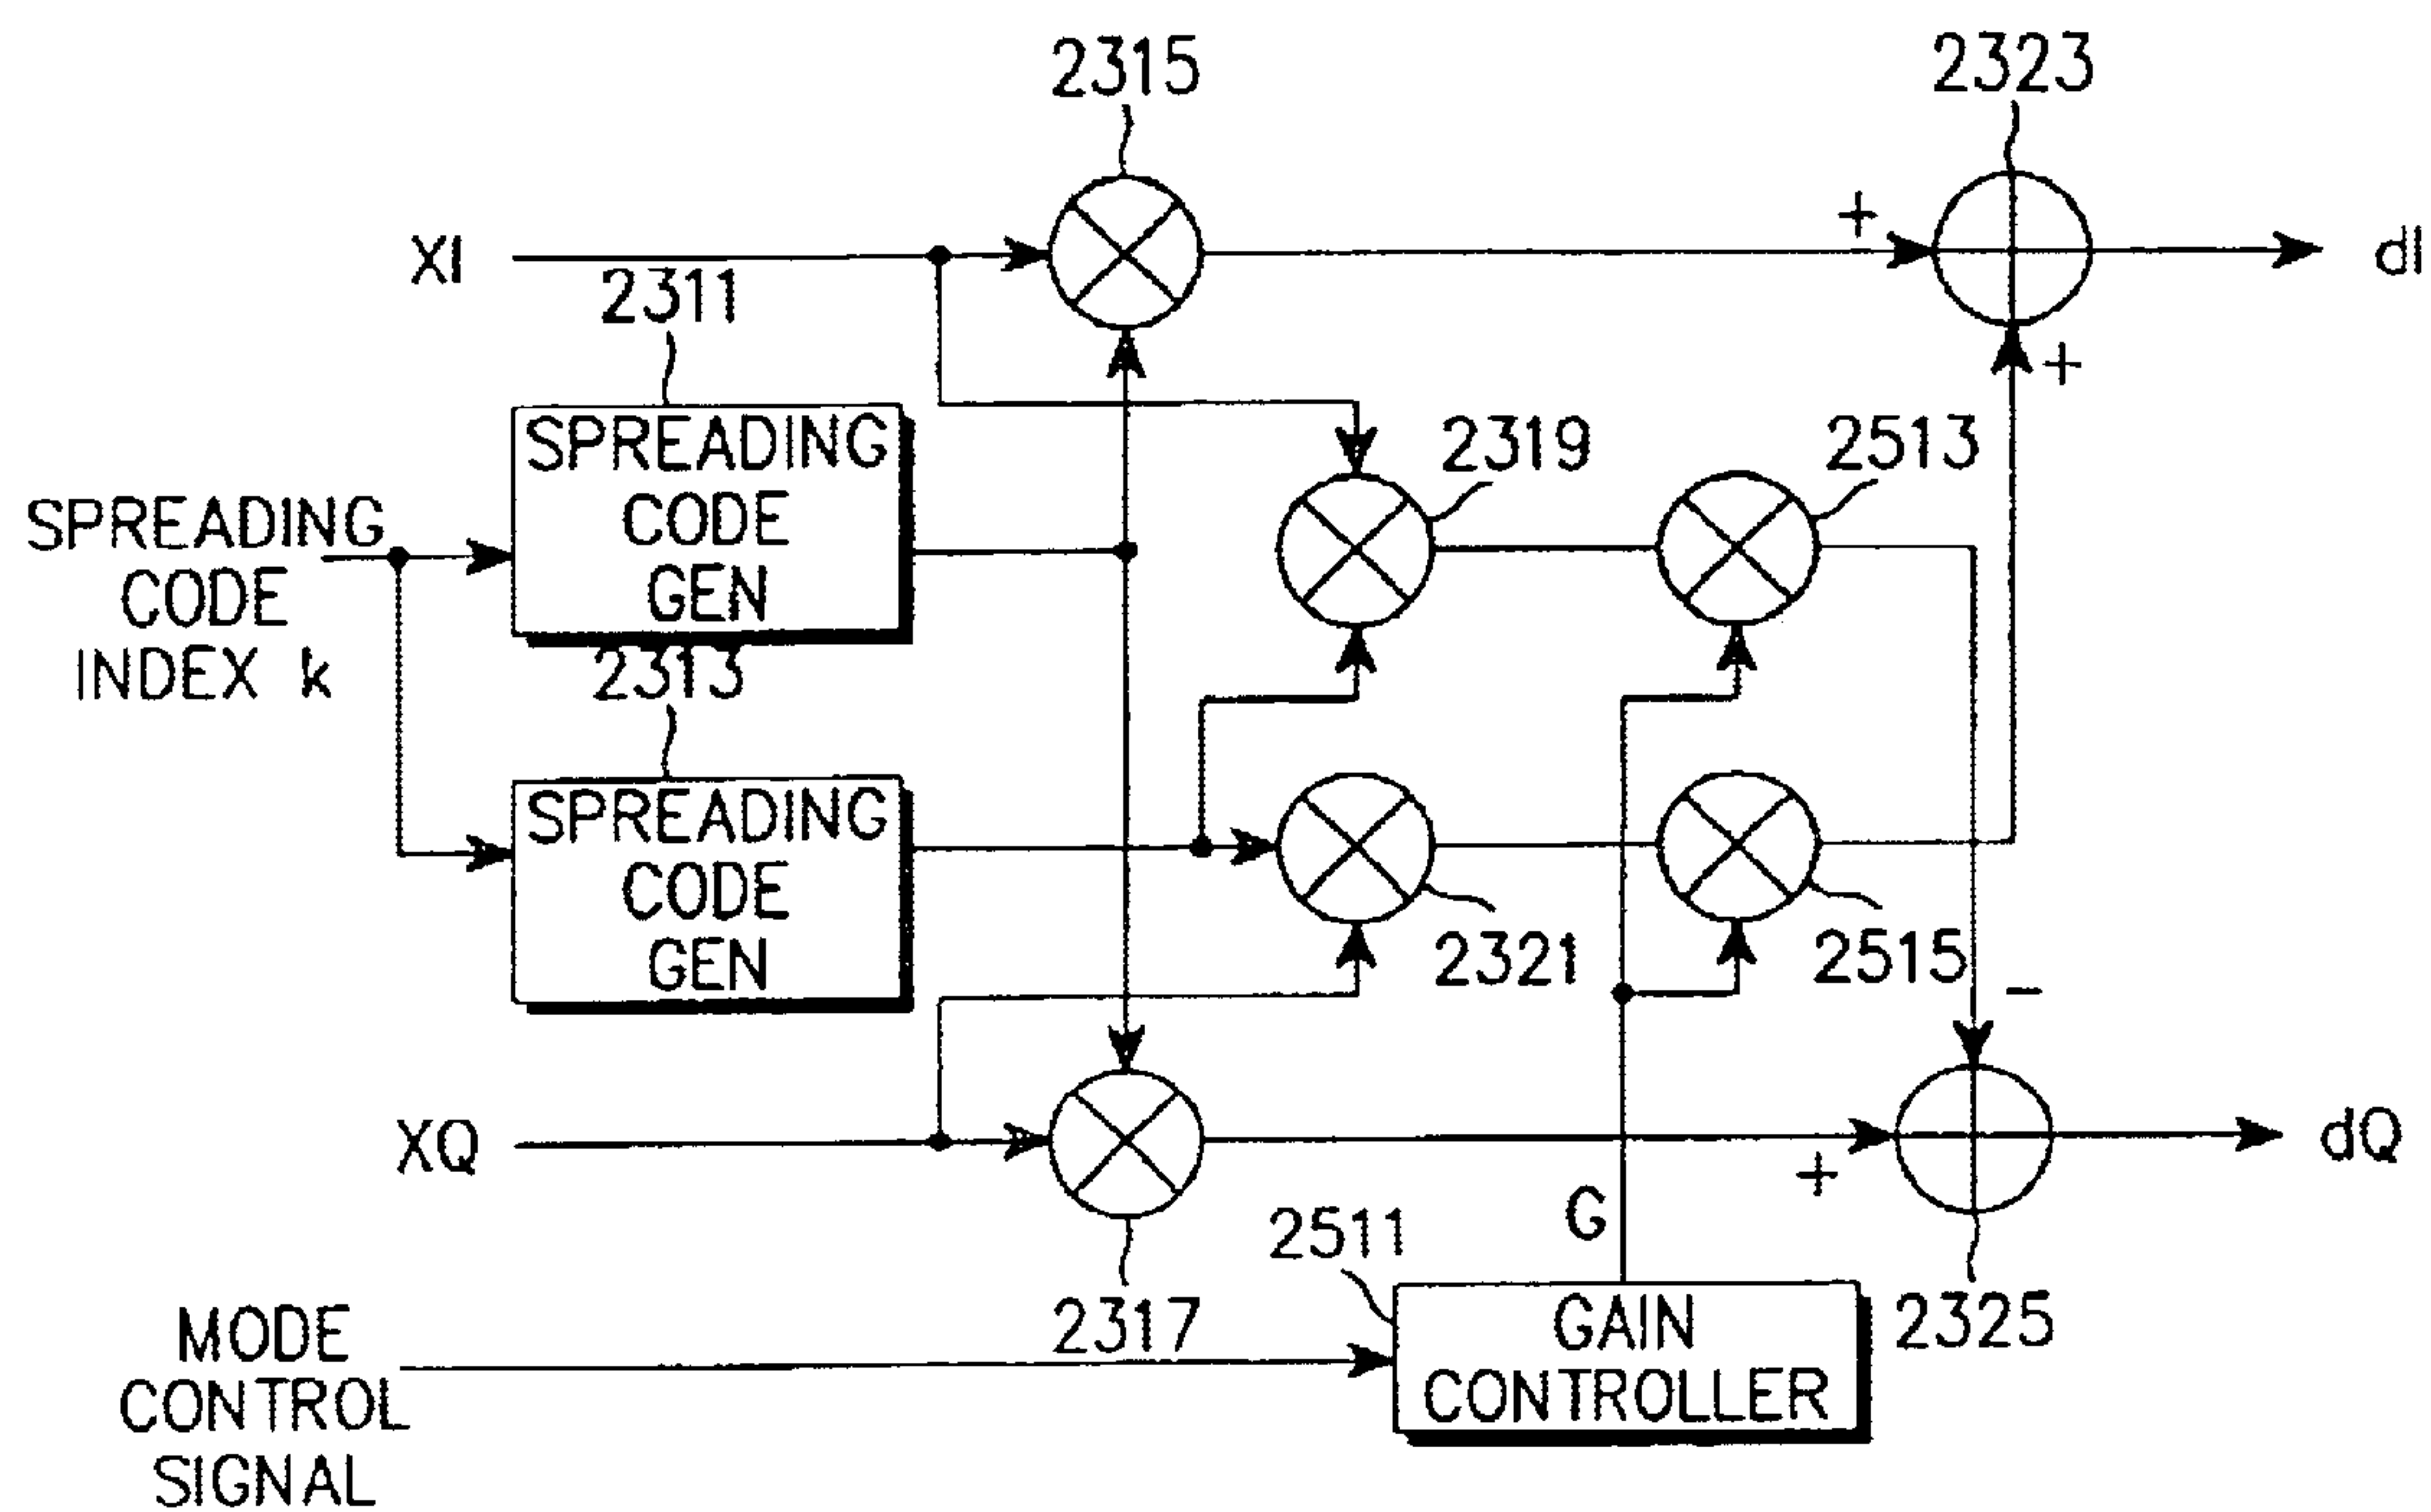 2315
2323
XI
+
dI
2311
+
SPREADING
CODE
GEN
2319
2513
SPREADING
CODE
INDEX k
2313
SPREADING
CODE
GEN
2321
2515
-
XQ
+
dQ
G
2511
2317
GAIN
CONTROLLER
2325
MODE
CONTROL
SIGNAL